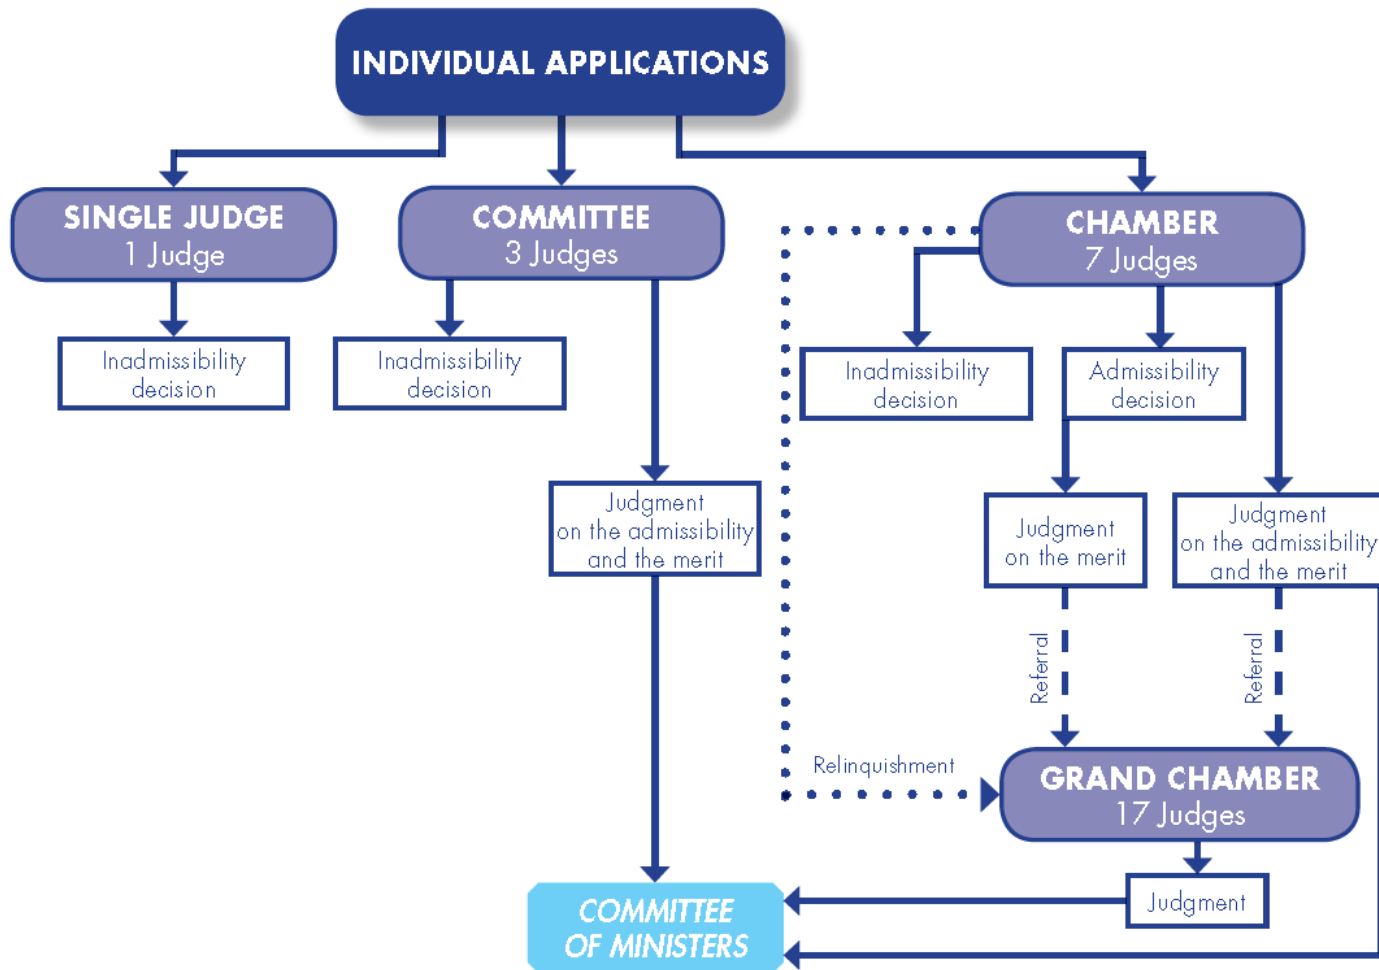 INDIVIDUAL APPLICATIONS
SINGLE JUDGE
1 Judge
COMMITTEE
3 Judges
CHAMBER
7 Judges
Inadmissibility
decision
Inadmissibility
decision
Inadmissibility
decision
Admissibility
decision
Judgment
on the admissibility
and the merit
Judgment
on the merit
Judgment
on the admissibility
and the merit
Referral
Referral
Relinquishment
GRAND CHAMBER
17 Judges
Judgment
COMMITTEE
OF MINISTERS